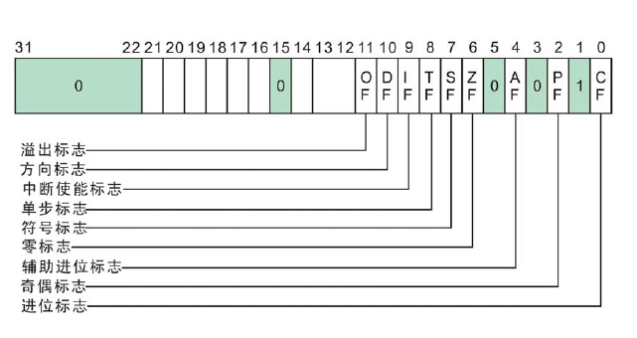 31 22 21 20 19 18 17 16 15 14 13 12 11 10 9 8 7 6 5 4 3 2 1 0
0 0 OF DF IF TF SF ZF 0 AF 0 PF 1 CF
溢出标志
方向标志
中断使能标志
单步标志
符号标志
零标志
辅助进位标志
奇偶标志
进位标志